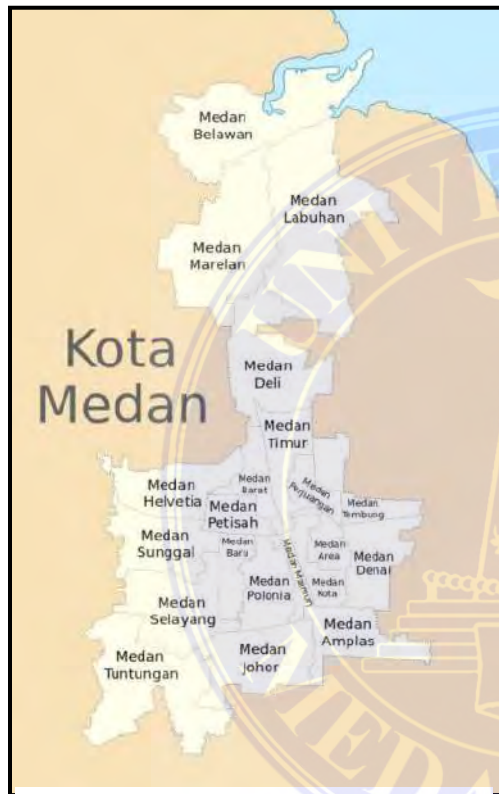 Medan
Belawan
Medan
Labuhan
Medan
Marelan
Kota
Medan
Medan
Deli
Medan
Timur
Medan
Barat
Medan
Perjuangan
Medan
Helvetia
Medan
Petisah
Medan
Tembung
Medan
Sunggal
Medan
Baru
Medan
Area
Medan
Denai
Medan Maimun
Medan
Polonia
Medan
Kota
Medan
Selayang
Medan
Amplas
Medan
Tuntungan
Medan
Johor